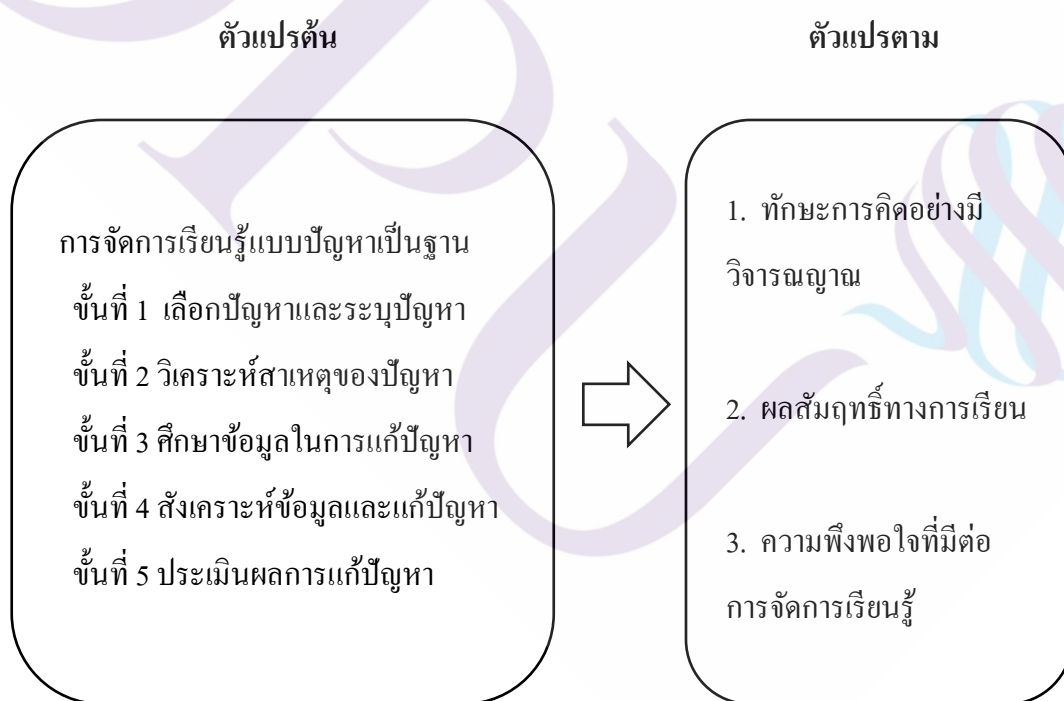 ตัวแปรต้น
ตัวแปรตาม
การจัดการเรียนรู้แบบปัญหาเป็นฐาน
ขั้นที่ 1 เลือกปัญหาและระบุปัญหา
ขั้นที่ 2 วิเคราะห์สาเหตุของปัญหา
ขั้นที่ 3 ศึกษาข้อมูลในการแก้ปัญหา
ขั้นที่ 4 สังเคราะห์ข้อมูลและแก้ปัญหา
ขั้นที่ 5 ประเมินผลการแก้ปัญหา
1. ทักษะการคิดอย่างมี
วิจารณญาณ
2. ผลสัมฤทธิ์ทางการเรียน
3. ความพึงพอใจที่มีต่อ
การจัดการเรียนรู้